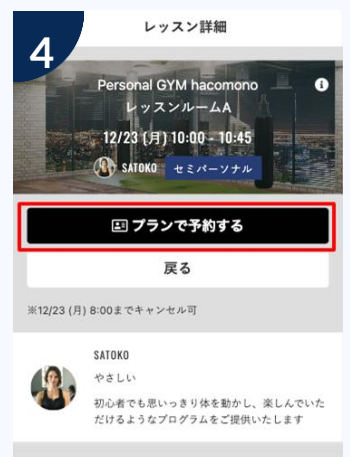 4
レッスン詳細
Personal GYM hacomono
レッスンルームA
12/23 (月) 10:00 - 10:45
SATOKO セミパーソナル
プランで予約する
戻る
※12/23 (月) 8:00までキャンセル可
SATOKO
やさしい
初心者でも思いっきり体を動かし、楽しんでいた
だけるようなプログラムをご提供いたします